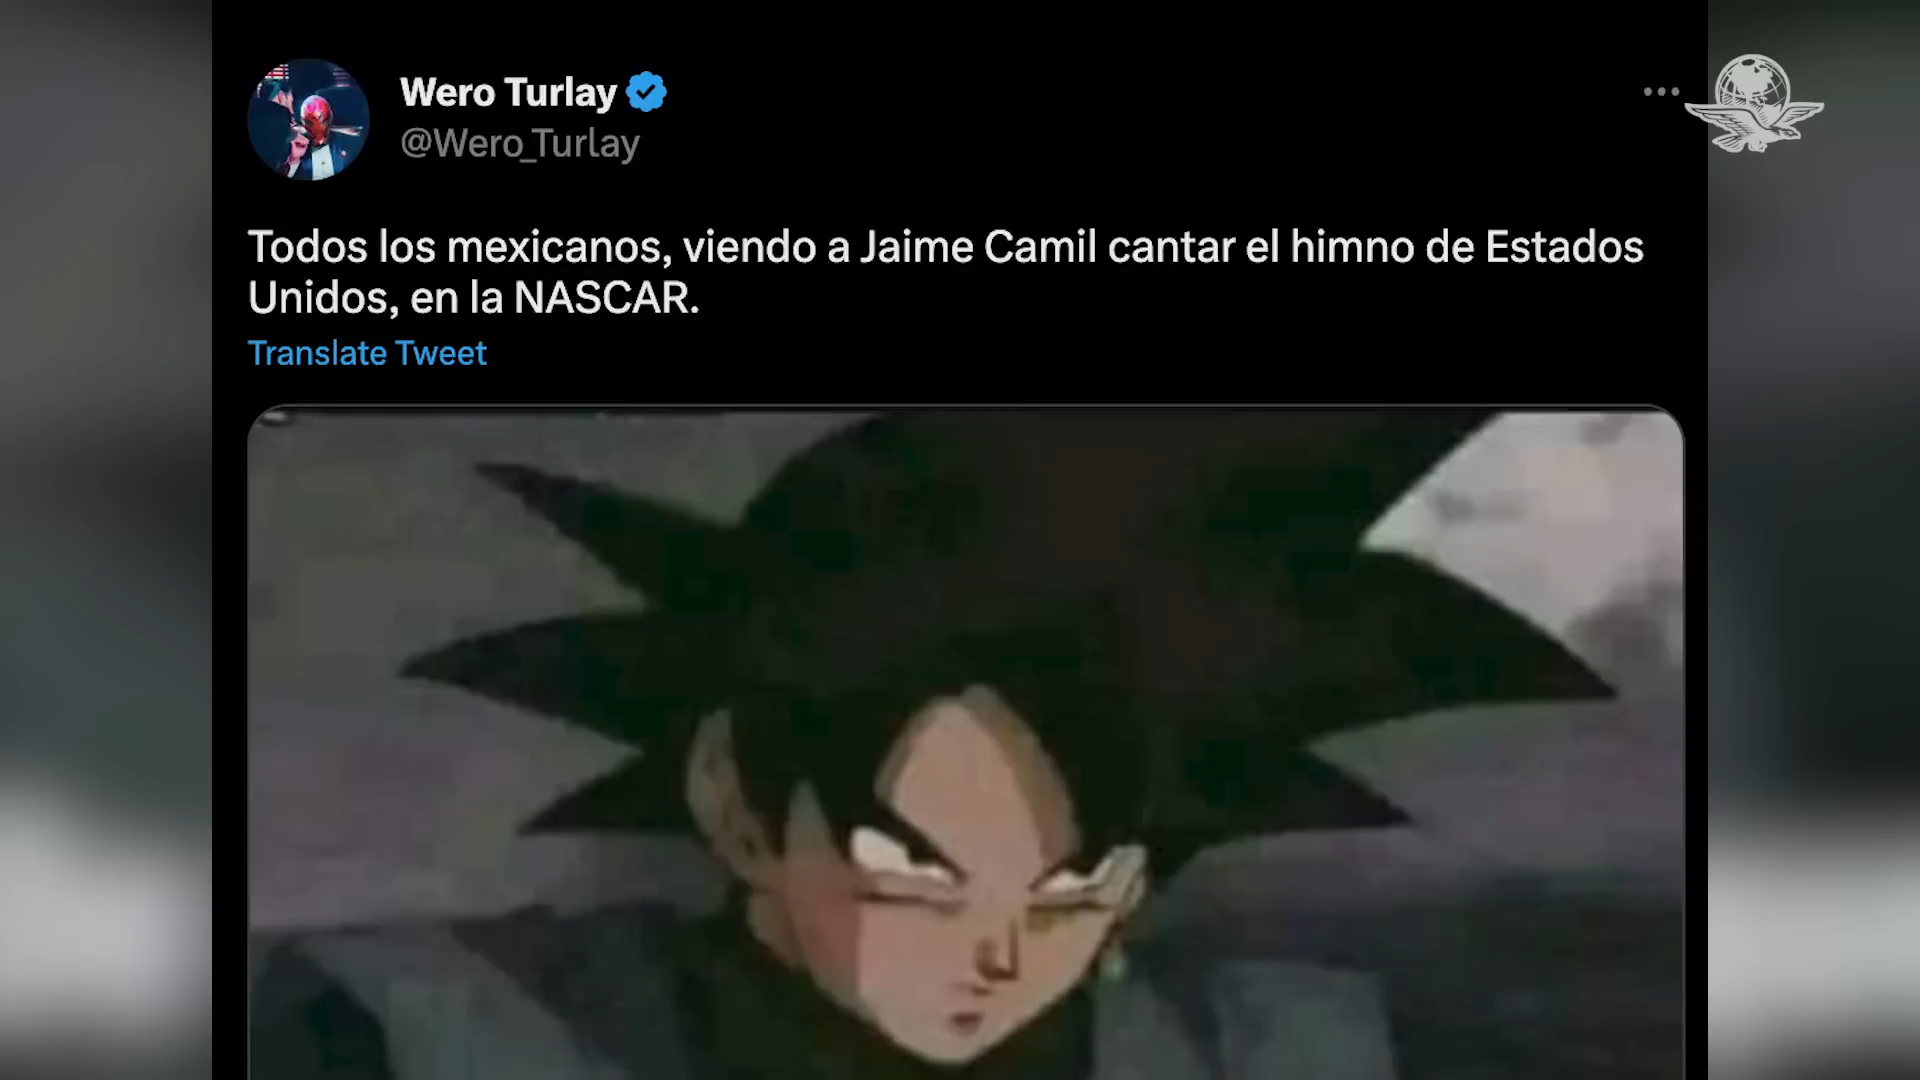 Wero Turlay
@Wero_Turlay
Todos los mexicanos, viendo a Jaime Camil cantar el himno de Estados
Unidos, en la NASCAR.
Translate Tweet